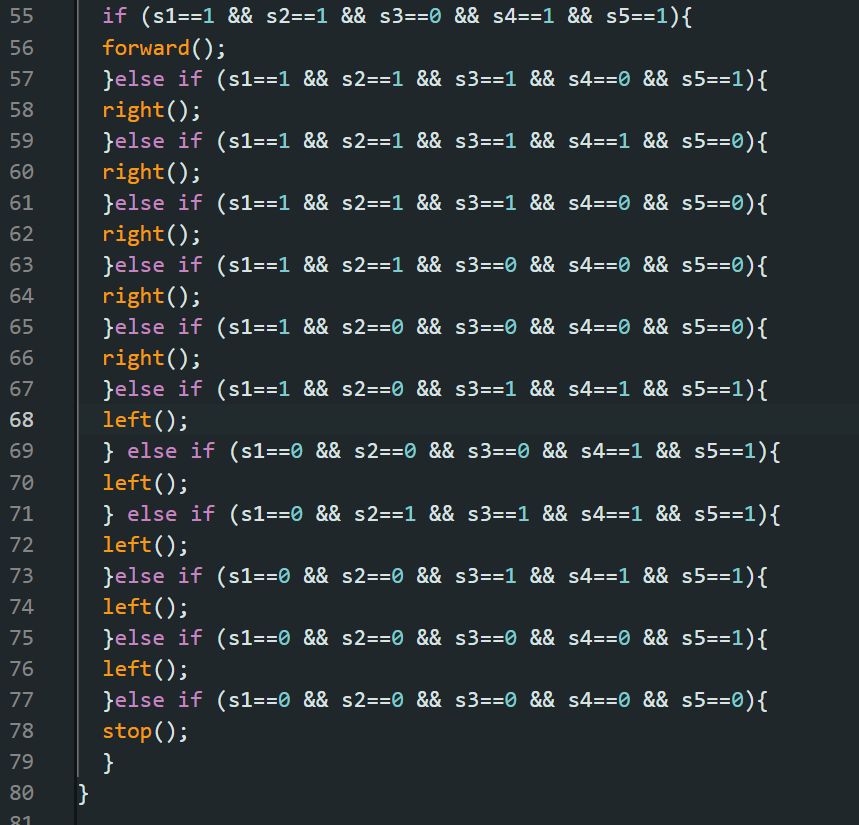 55 if (s1==1 && s2==1 && s3==0 && s4==1 && s5==1){
56 forward();
57 }else if (s1==1 && s2==1 && s3==1 && s4==0 && s5==1){
58 right();
59 }else if (s1==1 && s2==1 && s3==1 && s4==1 && s5==0){
60 right();
61 }else if (s1==1 && s2==1 && s3==1 && s4==0 && s5==0){
62 right();
63 }else if (s1==1 && s2==1 && s3==0 && s4==0 && s5==0){
64 right();
65 }else if (s1==1 && s2==0 && s3==0 && s4==0 && s5==0){
66 right();
67 }else if (s1==1 && s2==0 && s3==1 && s4==1 && s5==1){
68 left();
69 } else if (s1==0 && s2==0 && s3==0 && s4==1 && s5==1){
70 left();
71 } else if (s1==0 && s2==1 && s3==1 && s4==1 && s5==1){
72 left();
73 }else if (s1==0 && s2==0 && s3==1 && s4==1 && s5==1){
74 left();
75 }else if (s1==0 && s2==0 && s3==0 && s4==0 && s5==1){
76 left();
77 }else if (s1==0 && s2==0 && s3==0 && s4==0 && s5==0){
78 stop();
79 }
80 }
81